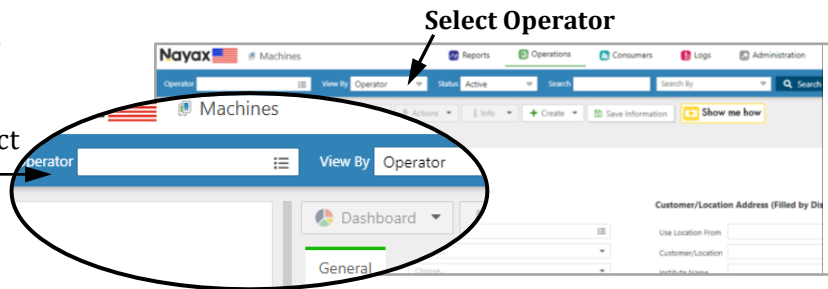 Select Operator
Nayax Machines Reports Operations Consumers Logs Administration
Operator View By Operator Status Active Search Search By Search
Machines Actions Info Create Save Information Show me how
ct
perator View By Operator
Dashboard
Customer/Location Address (Filled by Dis
Use Location From
Customer/Location
General Choose...
Institute Name